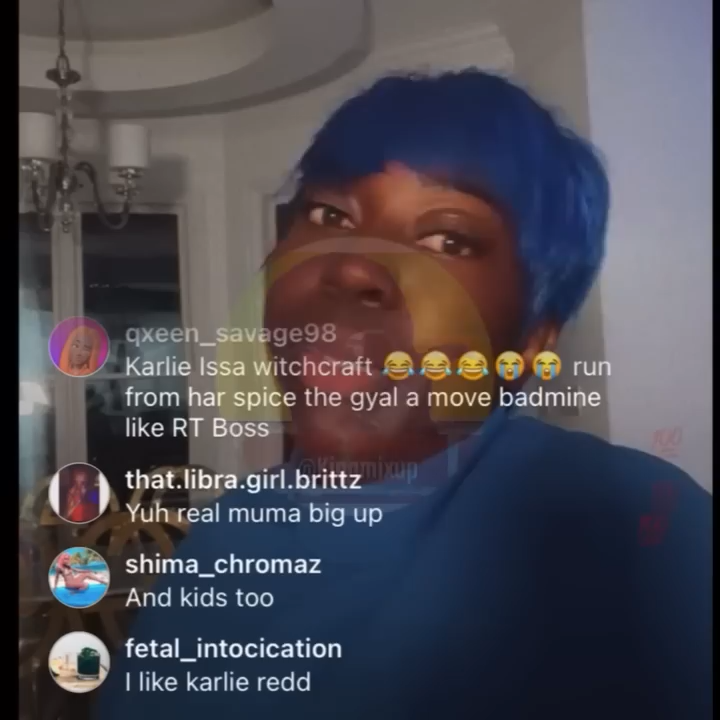 qxeen_savage98
Karlie Issa witchcraft 😂😂😂😭😭 run
from har spice the gyal a move badmine
like RT Boss
@Kingmixup
that.libra.girl.brittz
Yuh real muma big up
shima_chromaz
And kids too
fetal_intocication
I like karlie redd